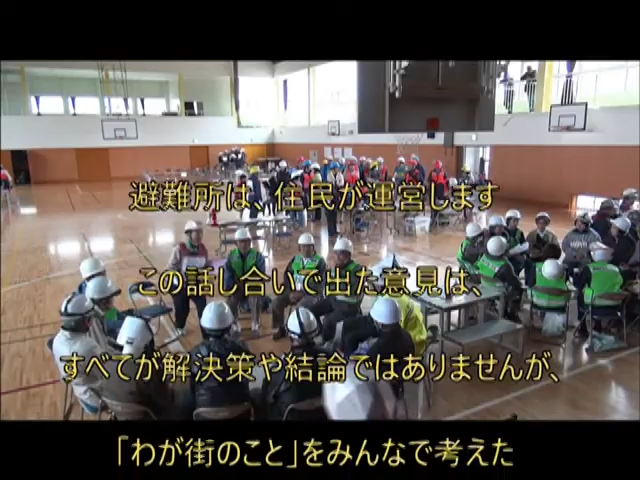 避難所は、住民が運営します
この話し合いで出た意見は、
すべてが解決策や結論ではありませんが、
「わが街のこと」をみんなで考えた